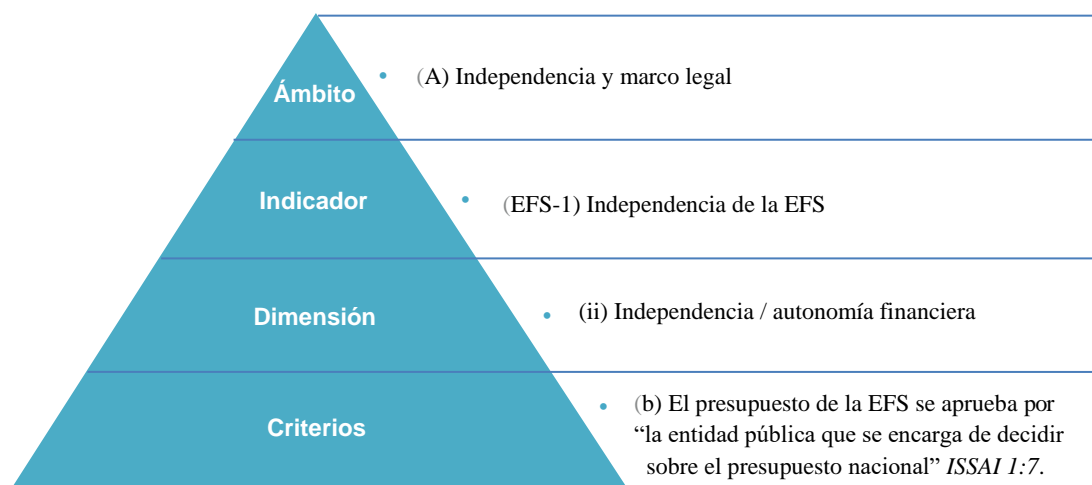 Ámbito
• (A) Independencia y marco legal
Indicador
• (EFS-1) Independencia de la EFS
Dimensión
• (ii) Independencia / autonomía financiera
Criterios
• (b) El presupuesto de la EFS se aprueba por
“la entidad pública que se encarga de decidir
sobre el presupuesto nacional” ISSAI 1:7.